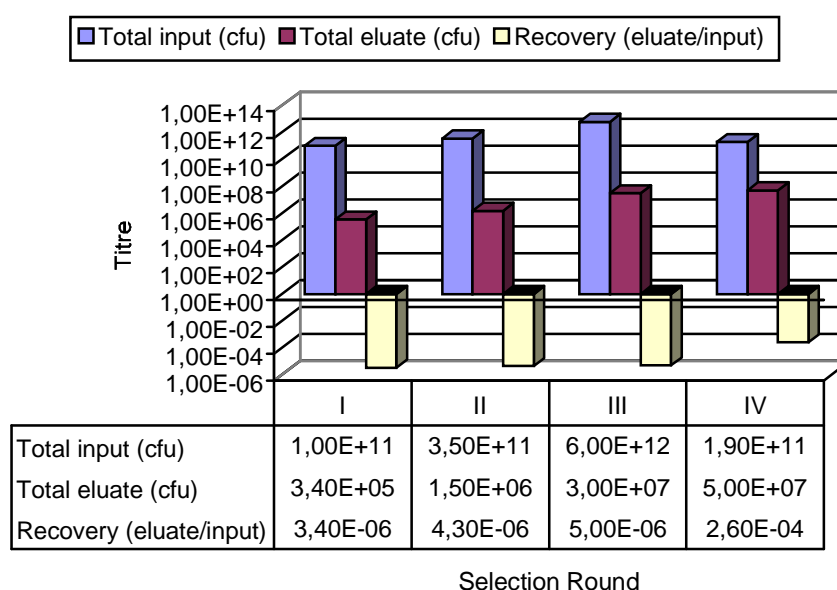 Total input (cfu) Total eluate (cfu) Recovery (eluate/input)
1,00E+14
1,00E+12
1,00E+10
1,00E+08
1,00E+06
1,00E+04
1,00E+02
1,00E+00
1,00E-02
1,00E-04
1,00E-06
Titre
I II III IV
Total input (cfu) 1,00E+11 3,50E+11 6,00E+12 1,90E+11
Total eluate (cfu) 3,40E+05 1,50E+06 3,00E+07 5,00E+07
Recovery (eluate/input) 3,40E-06 4,30E-06 5,00E-06 2,60E-04
Selection Round